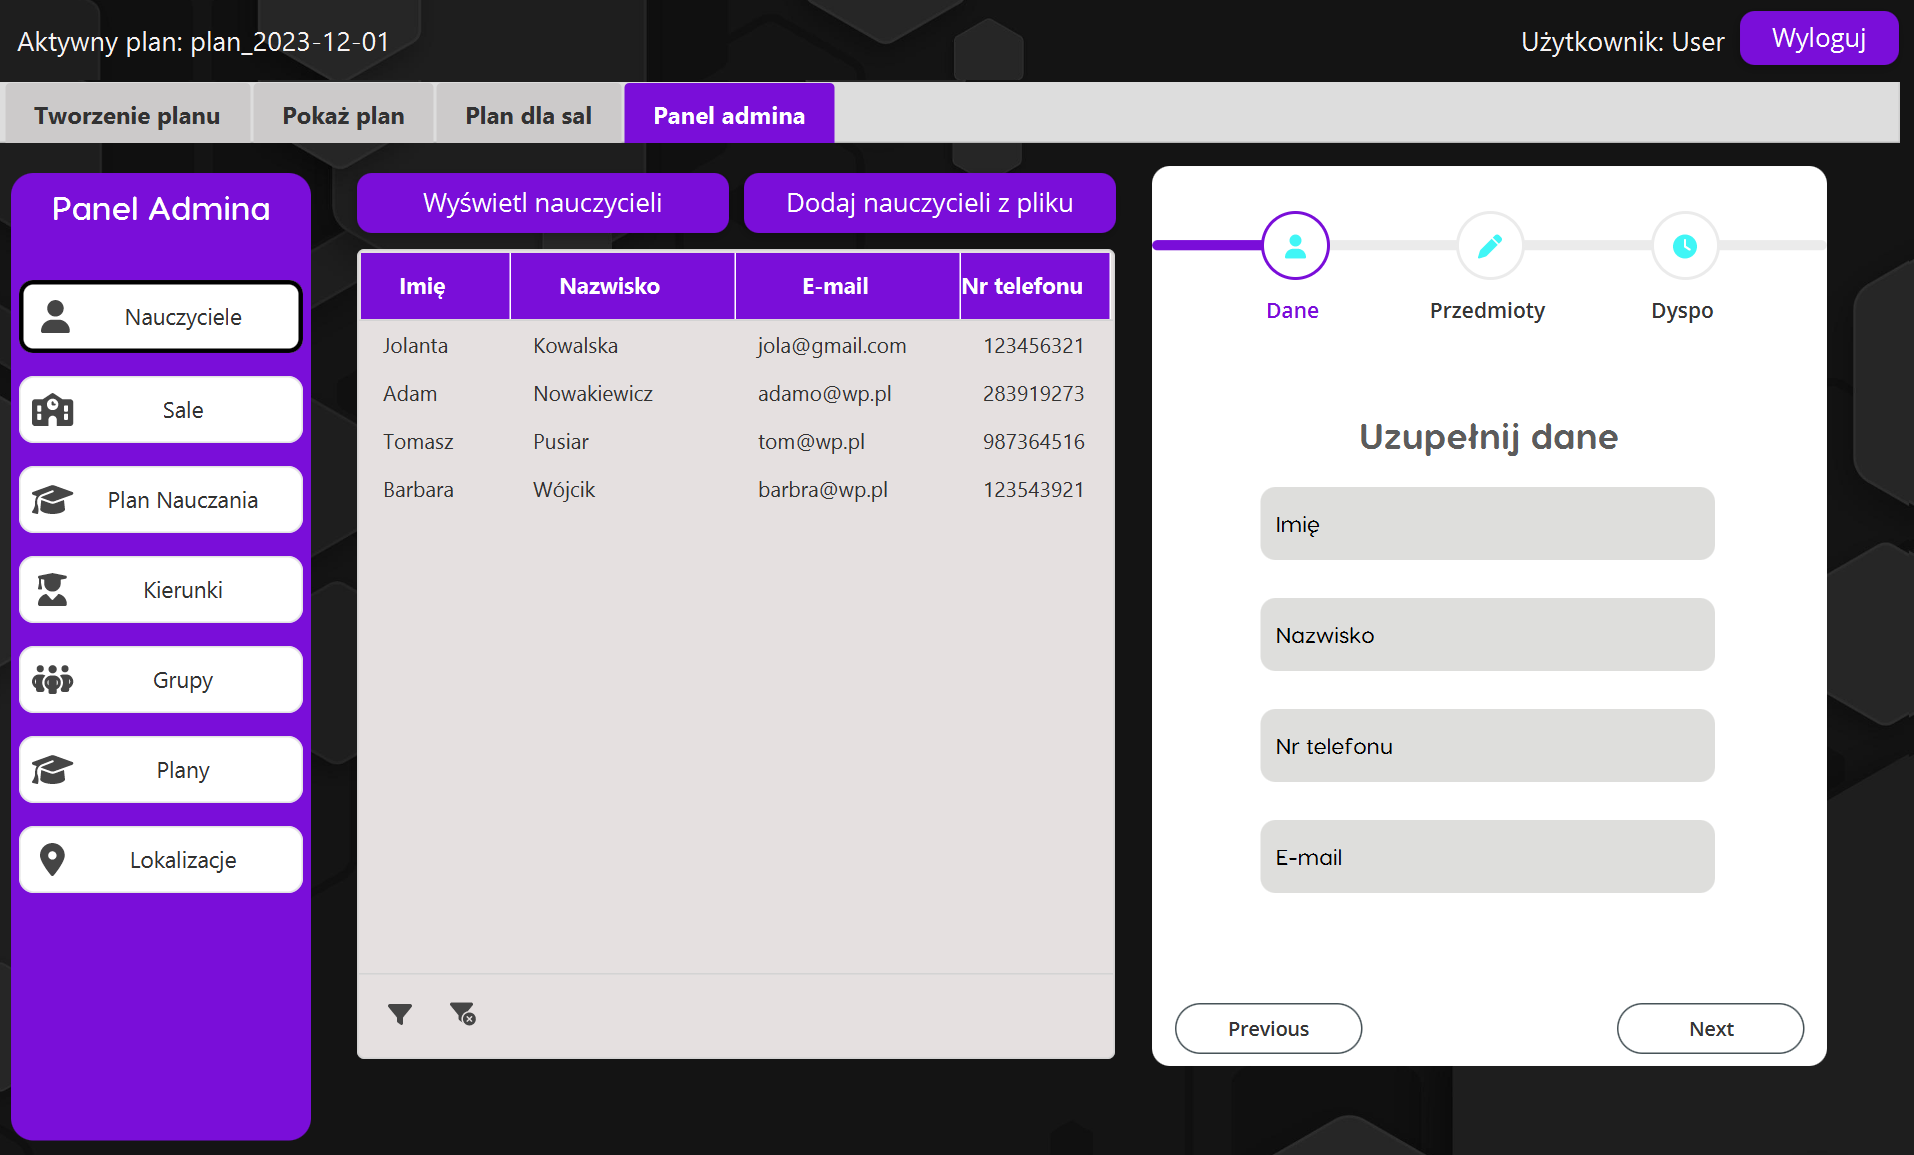 Aktywny plan: plan_2023-12-01
Użytkownik: User
Wyloguj
Tworzenie planu
Pokaż plan
Plan dla sal
Panel admina
Panel Admina
Nauczyciele
Sale
Plan Nauczania
Kierunki
Grupy
Plany
Lokalizacje
Wyświetl nauczycieli
Dodaj nauczycieli z pliku
Imię Nazwisko E-mail Nr telefonu
Jolanta Kowalska jola@gmail.com 123456321
Adam Nowakiewicz adamo@wp.pl 283919273
Tomasz Pusiar tom@wp.pl 987364516
Barbara Wójcik barbra@wp.pl 123543921
Dane
Przedmioty
Dyspo
Uzupełnij dane
Imię
Nazwisko
Nr telefonu
E-mail
Previous
Next